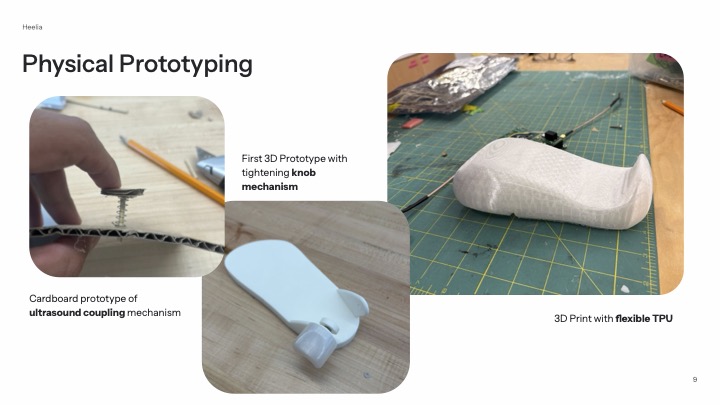 Heelia
Physical Prototyping
First 3D Prototype with
tightening knob
mechanism
Cardboard prototype of
ultrasound coupling mechanism
3D Print with flexible TPU
9